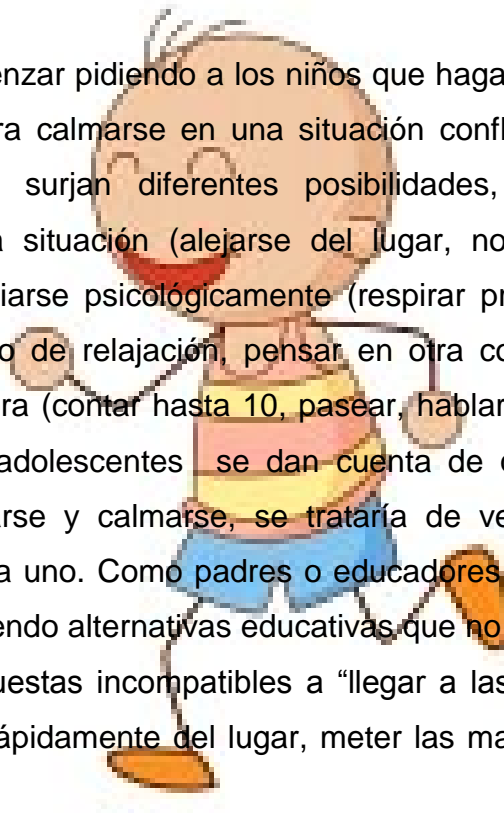 enzar pidiendo a los niños que haga
ra calmarse en una situación confl
surjan diferentes posibilidades,
a situación (alejarse del lugar, no
iarse psicológicamente (respirar pr
o de relajación, pensar en otra co
ra (contar hasta 10, pasear, hablar
adolescentes se dan cuenta de
rse y calmarse, se trataría de ve
a uno. Como padres o educadores
endo alternativas educativas que no
uestas incompatibles a “llegar a las
ápidamente del lugar, meter las ma